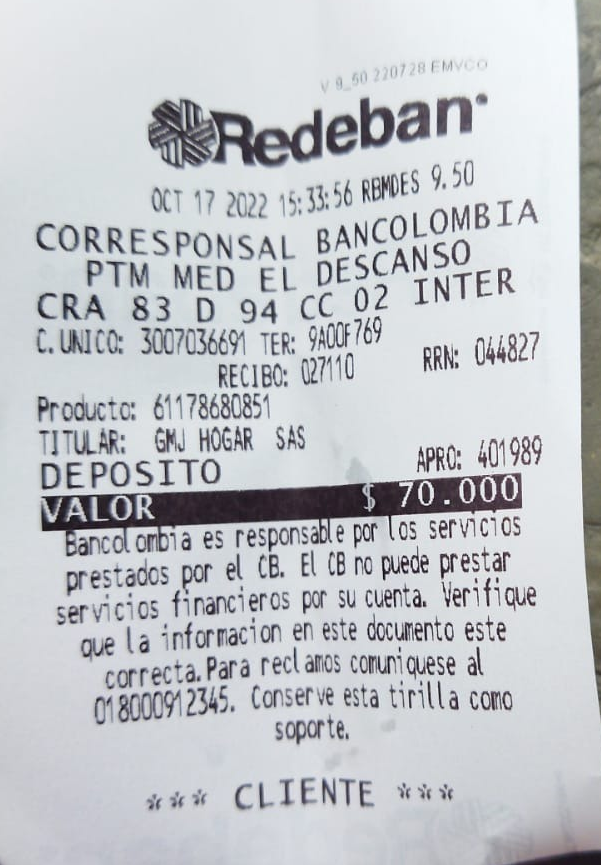 V 9_50 220728 EMVCO
Redeban
OCT 17 2022 15:33:56 RBMDES 9.50
CORRESPONSAL BANCOLOMBIA
PTM MED EL DESCANSO
CRA 83 D 94 CC 02 INTER
C. UNICO: 3007036691 TER: 9A00F769
RECIBO: 027110 RRN: 044827
Producto: 61178680851
TITULAR: GMJ HOGAR SAS
DEPOSITO APRO: 401989
VALOR $ 70.000
Bancolombia es responsable por los servicios
prestados por el CB. El CB no puede prestar
servicios financieros por su cuenta. Verifique
que la informacion en este documento este
correcta. Para reclamos comuniquese al
018000912345. Conserve esta tirilla como
soporte.
*** CLIENTE ***